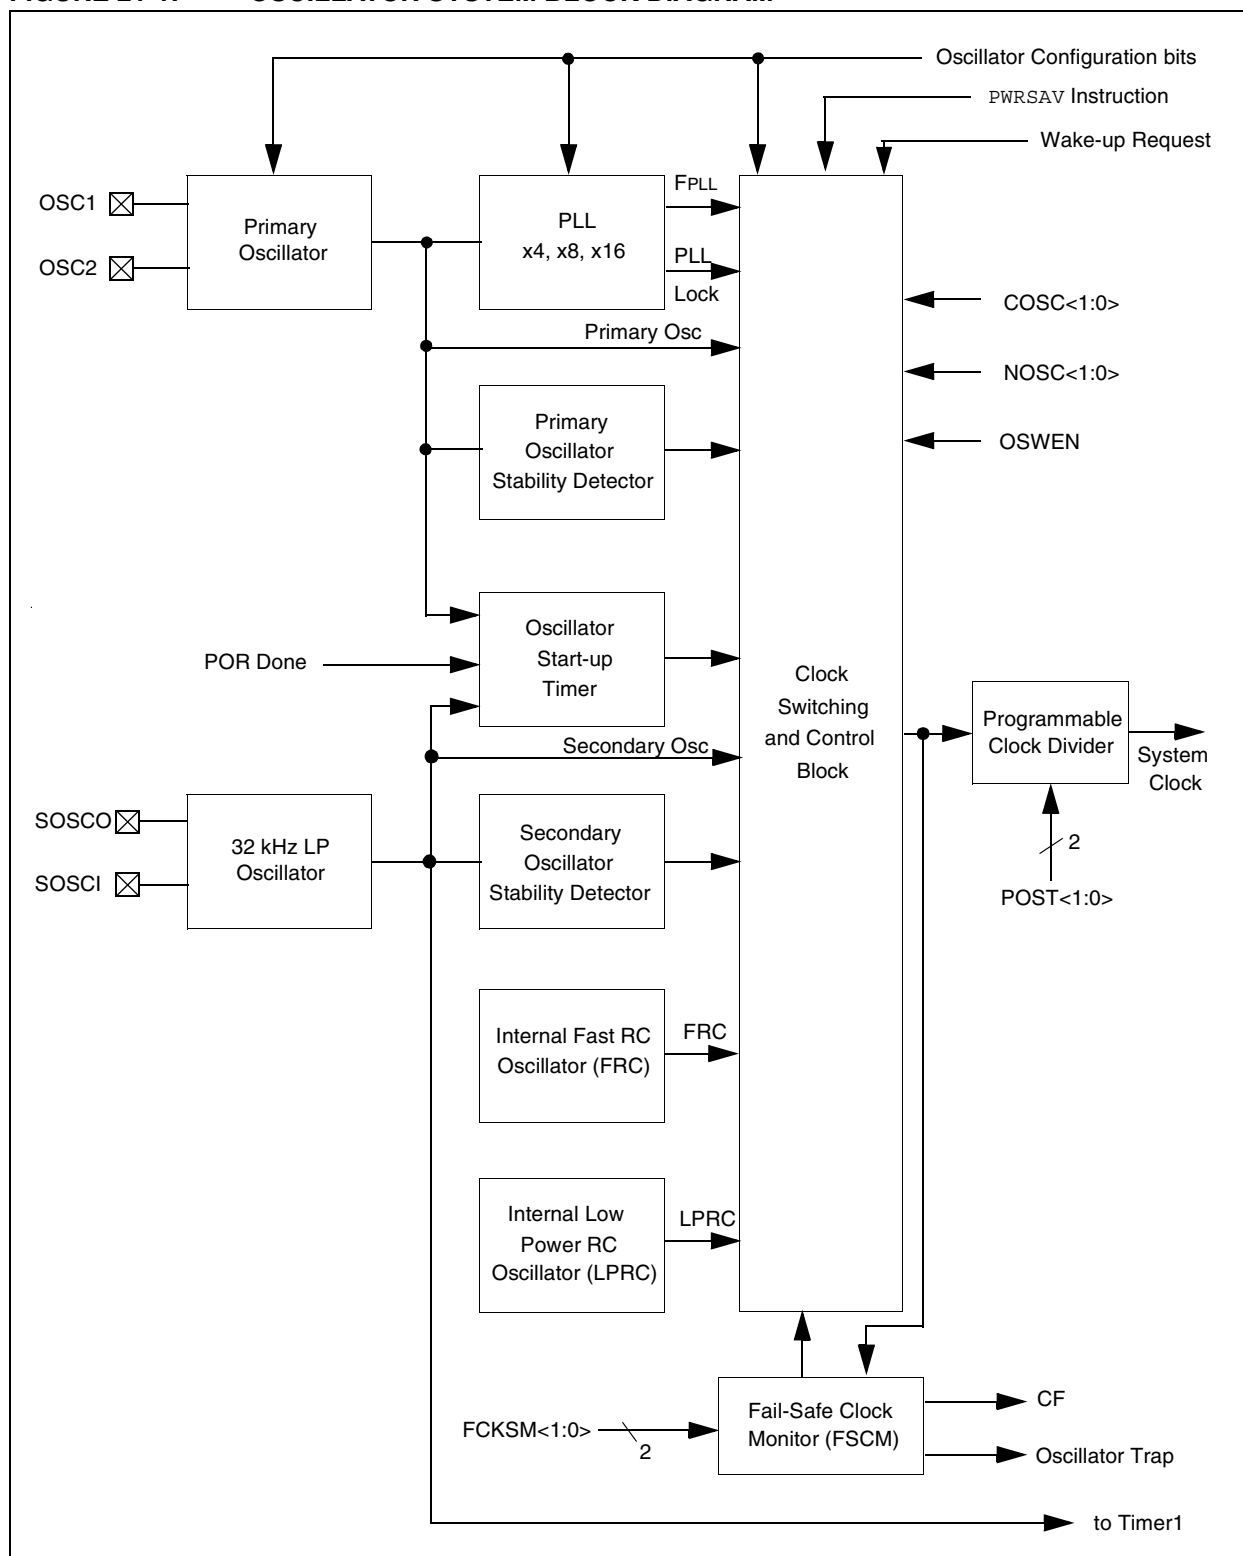 Oscillator Configuration bits
PWRSAV Instruction
Wake-up Request
OSC1
OSC2
Primary
Oscillator
PLL
x4, x8, x16
FPLL
PLL
Lock
COSC<1:0>
NOSC<1:0>
OSWEN
Primary Osc
Primary
Oscillator
Stability Detector
POR Done
Oscillator
Start-up
Timer
Clock
Switching
and Control
Block
Programmable
Clock Divider
System
Clock
2
POST<1:0>
Secondary Osc
SOSCO
SOSCI
32 kHz LP
Oscillator
Secondary
Oscillator
Stability Detector
Internal Fast RC
Oscillator (FRC)
FRC
Internal Low
Power RC
Oscillator (LPRC)
LPRC
FCKSM<1:0>
2
Fail-Safe Clock
Monitor (FSCM)
CF
Oscillator Trap
to Timer1